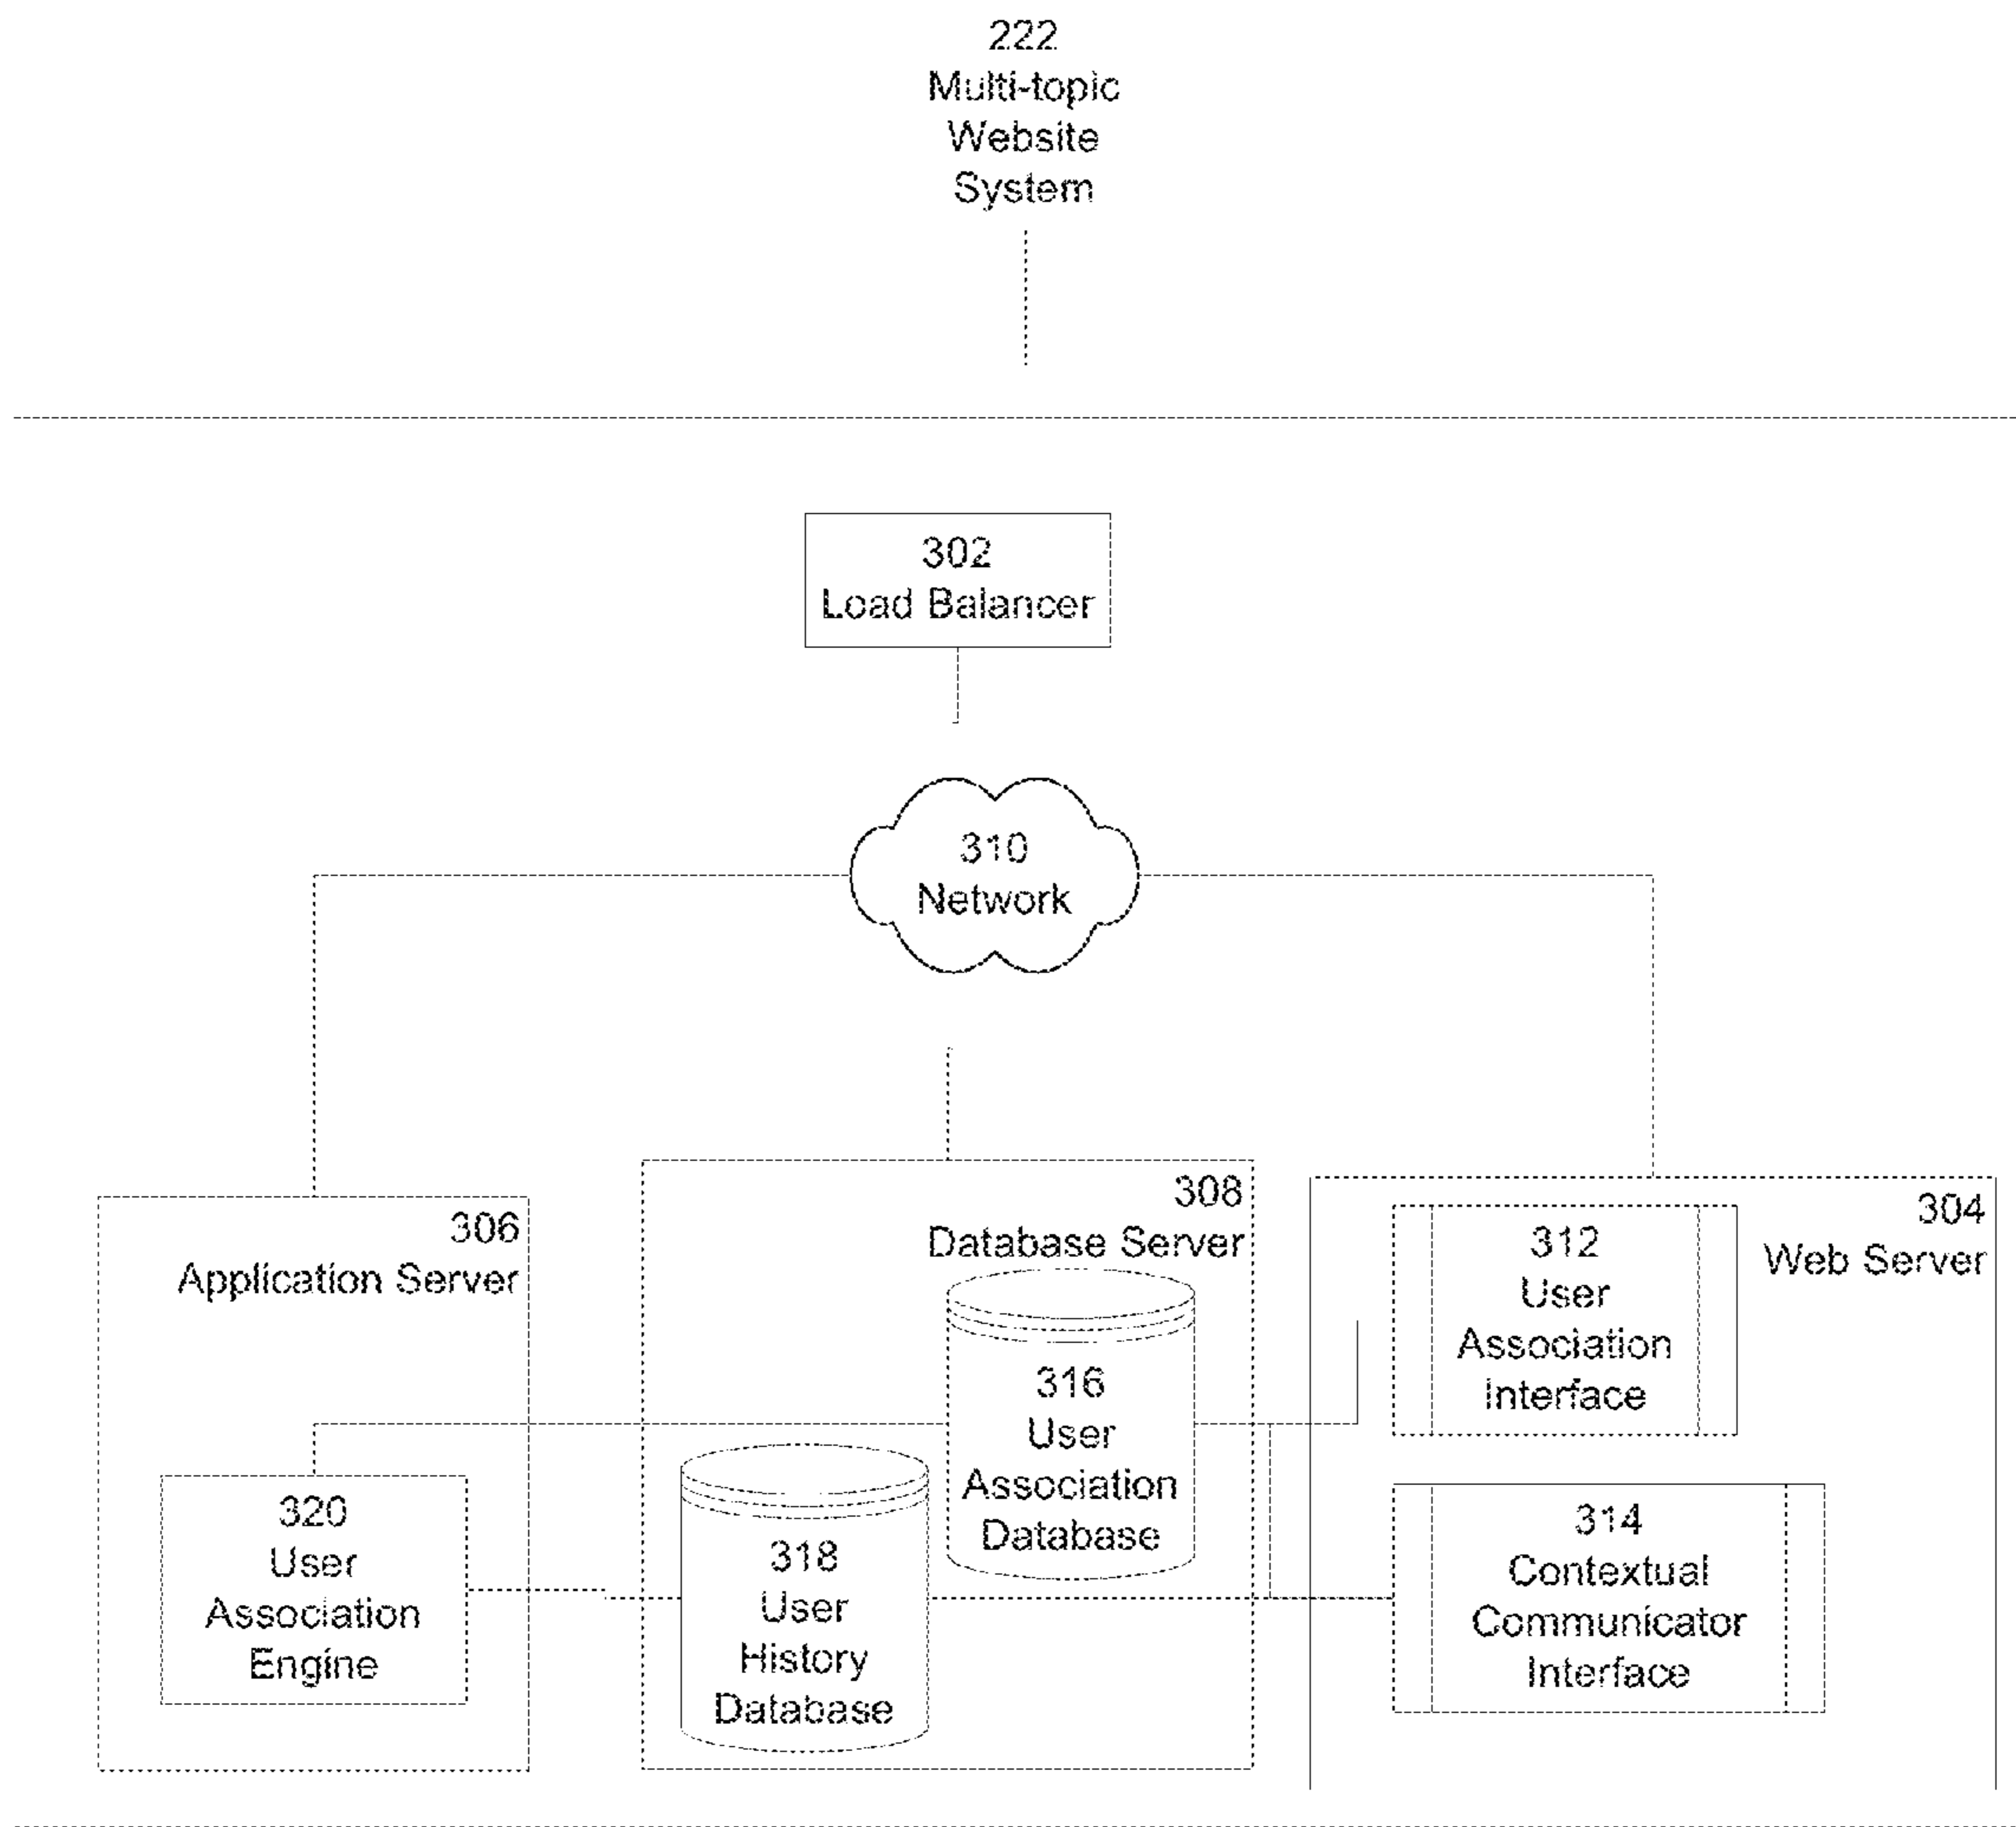 222
Multi-topic
Website
System
302
Load Balancer
310
Network
306
Application Server
320
User
Association
Engine
308
Database Server
316
User
Association
Database
318
User
History
Database
304
Web Server
312
User
Association
Interface
314
Contextual
Communicator
Interface